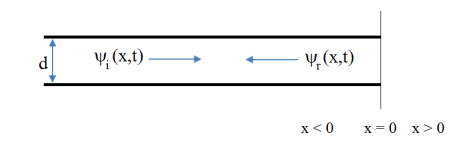 d ψᵢ (x,t) ψᵣ (x,t)
x < 0 x = 0 x > 0